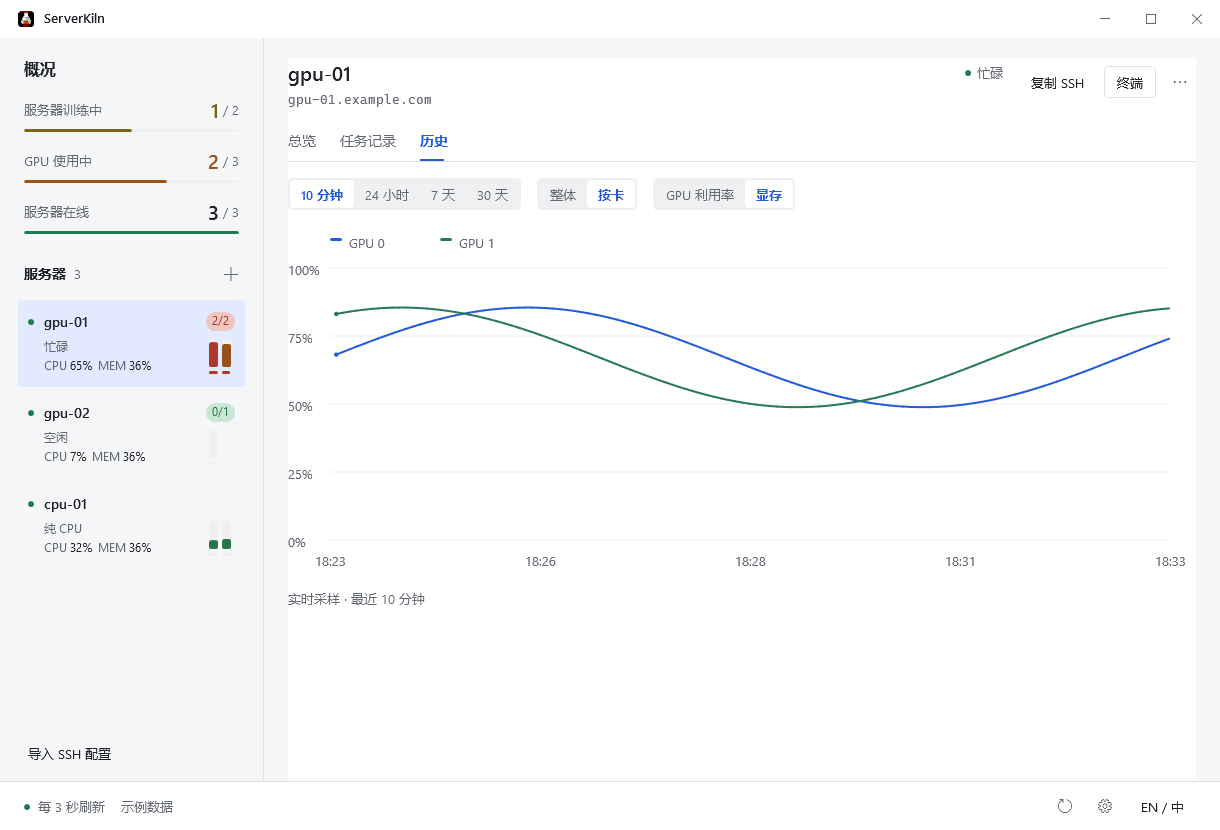 ServerKiln
概况
服务器训练中 1 / 2
GPU 使用中 2 / 3
服务器在线 3 / 3
服务器 3
gpu-01 2/2
忙碌
CPU 65% MEM 36%
gpu-02 0/1
空闲
CPU 7% MEM 36%
cpu-01
纯 CPU
CPU 32% MEM 36%
导入 SSH 配置
gpu-01
gpu-01.example.com
忙碌 复制 SSH 终端 ···
总览 任务记录 历史
10 分钟 24 小时 7 天 30 天 整体 按卡 GPU 利用率 显存
GPU 0 GPU 1
100%
75%
50%
25%
0%
18:23 18:26 18:28 18:31 18:33
实时采样 · 最近 10 分钟
每 3 秒刷新 示例数据 EN / 中